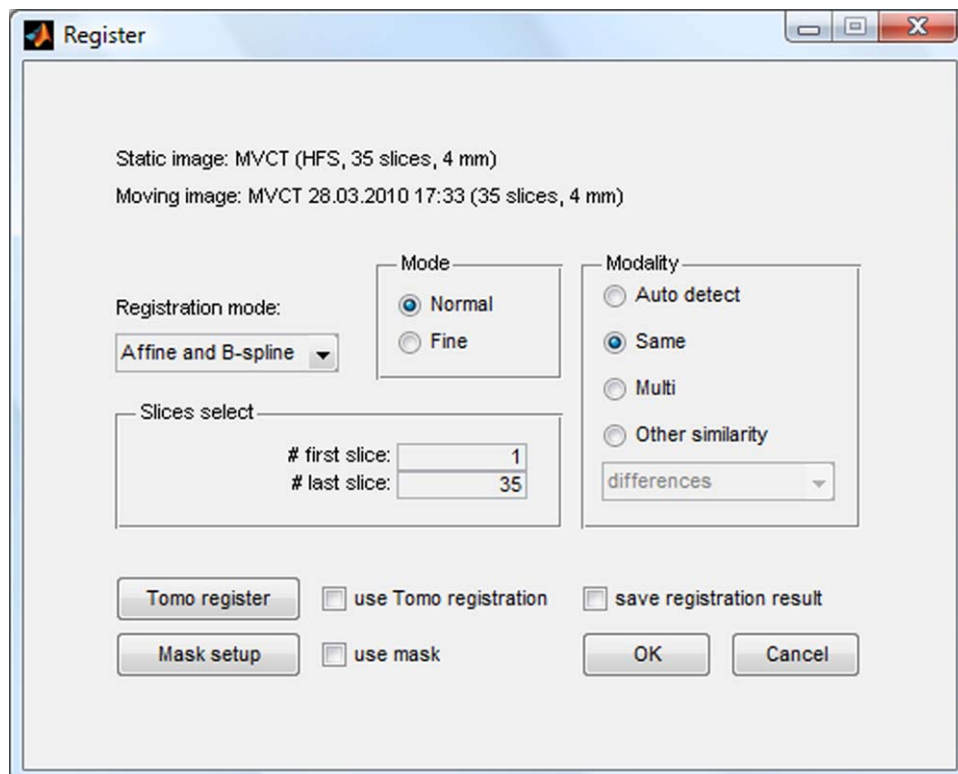 Register
Static image: MVCT (HFS, 35 slices, 4 mm)
Moving image: MVCT 28.03.2010 17:33 (35 slices, 4 mm)
Registration mode:
Affine and B-spline
Mode
Normal
Fine
Modality
Auto detect
Same
Multi
Other similarity
differences
Slices select
# first slice: 1
# last slice: 35
Tomo register
use Tomo registration
save registration result
Mask setup
use mask
OK
Cancel